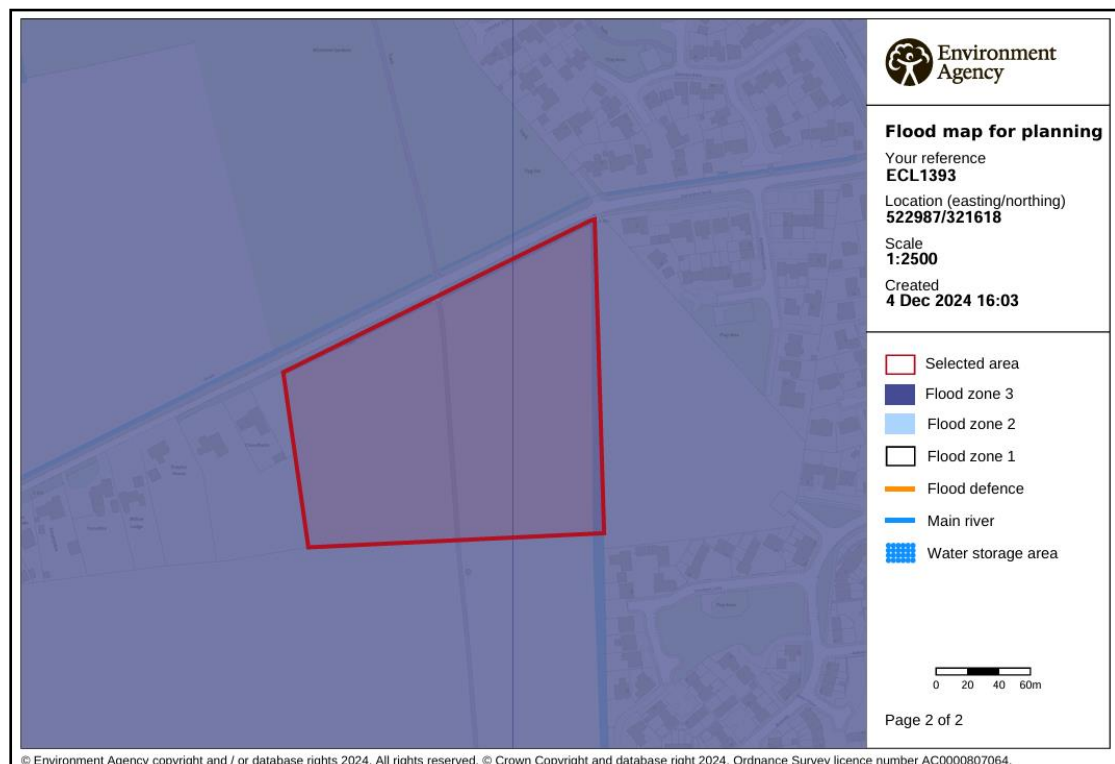 Environment
Agency
Flood map for planning
Your reference
ECL1393
Location (easting/northing)
522987/321618
Scale
1:2500
Created
4 Dec 2024 16:03
Selected area
Flood zone 3
Flood zone 2
Flood zone 1
Flood defence
Main river
Water storage area
0 20 40 60m
Page 2 of 2
© Environment Agency copyright and / or database rights 2024. All rights reserved. © Crown Copyright and database right 2024. Ordnance Survey licence number AC0000807064.